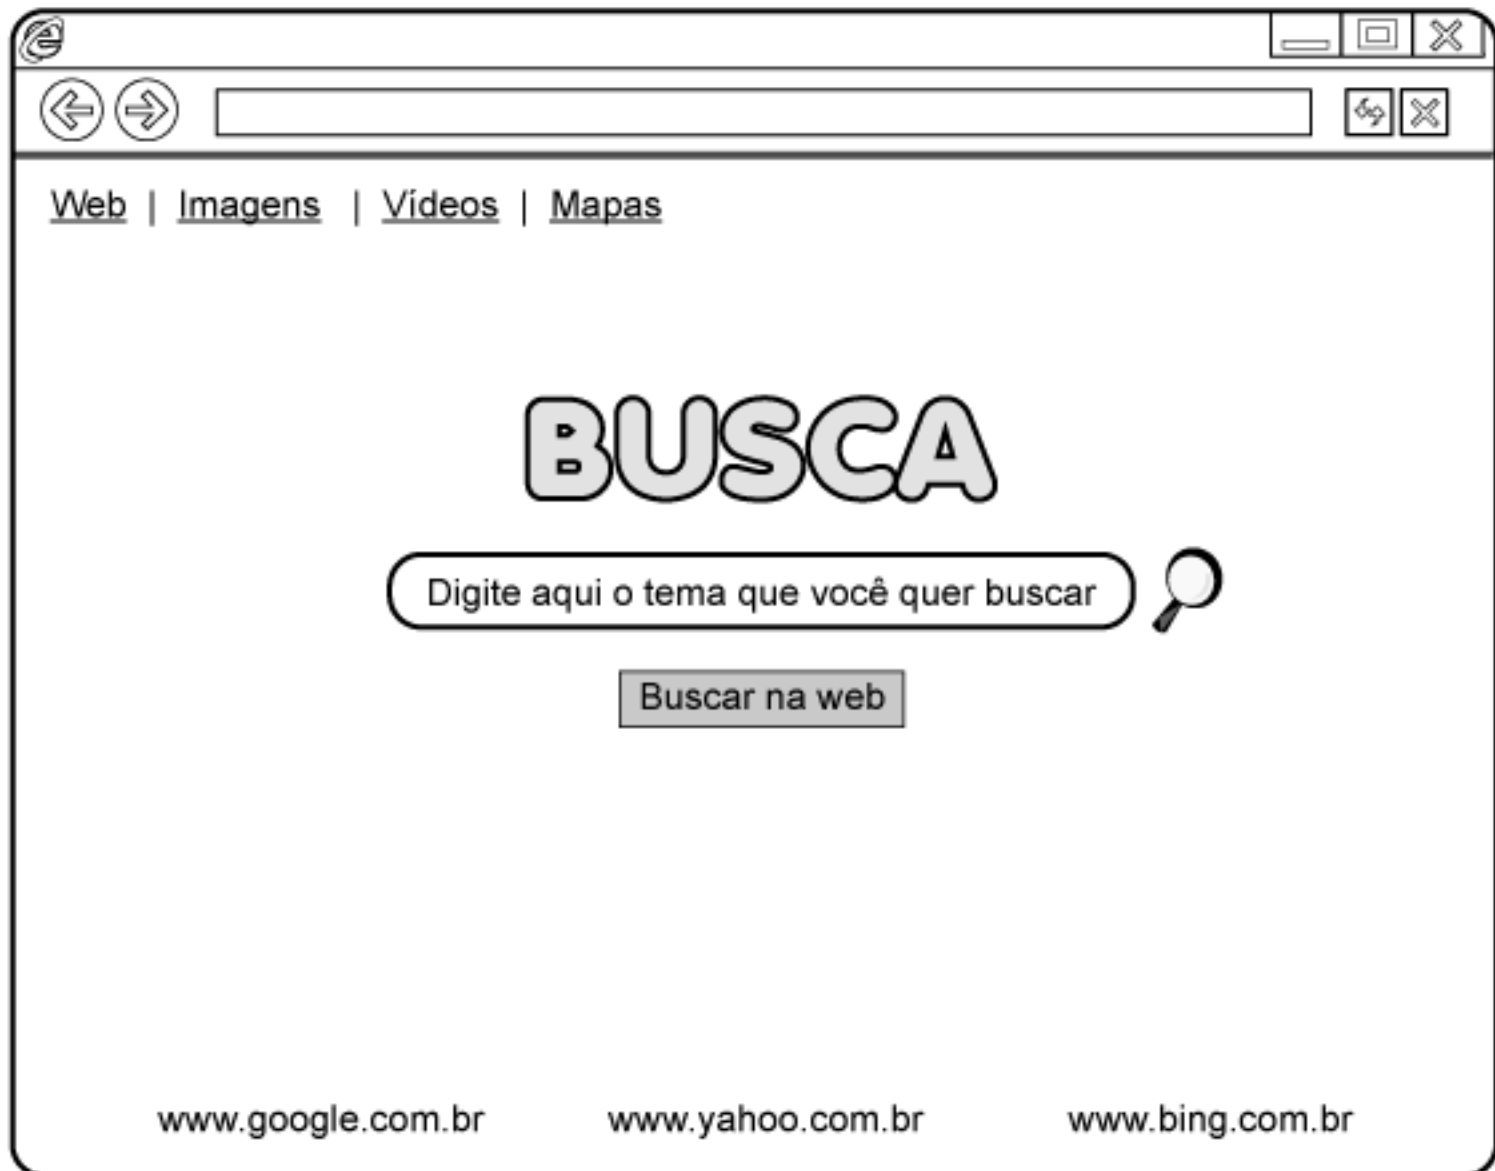 Web | Imagens | Vídeos | Mapas
BUSCA
Digite aqui o tema que você quer buscar
Buscar na web
www.google.com.br www.yahoo.com.br www.bing.com.br